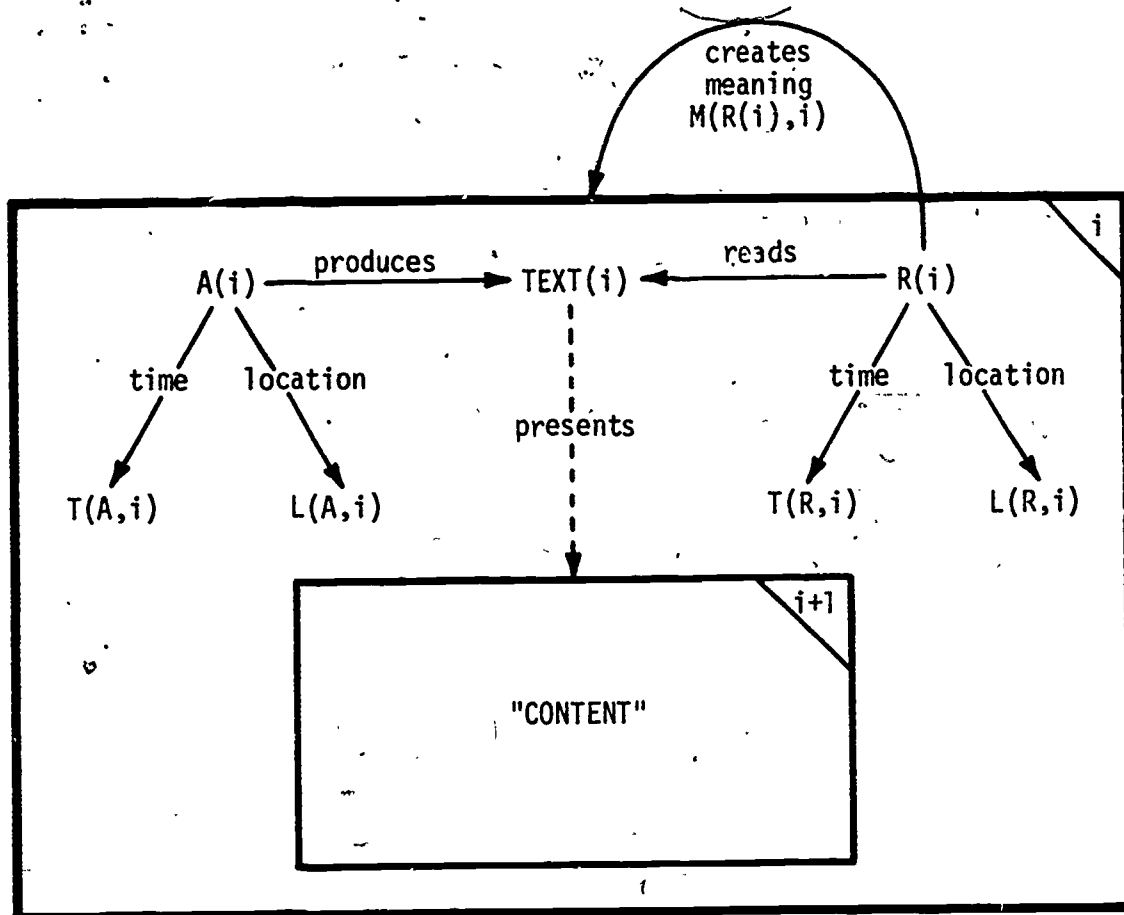 creates
meaning
M(R(i),i)
i
A(i) produces TEXT(i) reads R(i)
time location time location
presents
T(A,i) L(A,i) T(R,i) L(R,i)
i+1
"CONTENT"